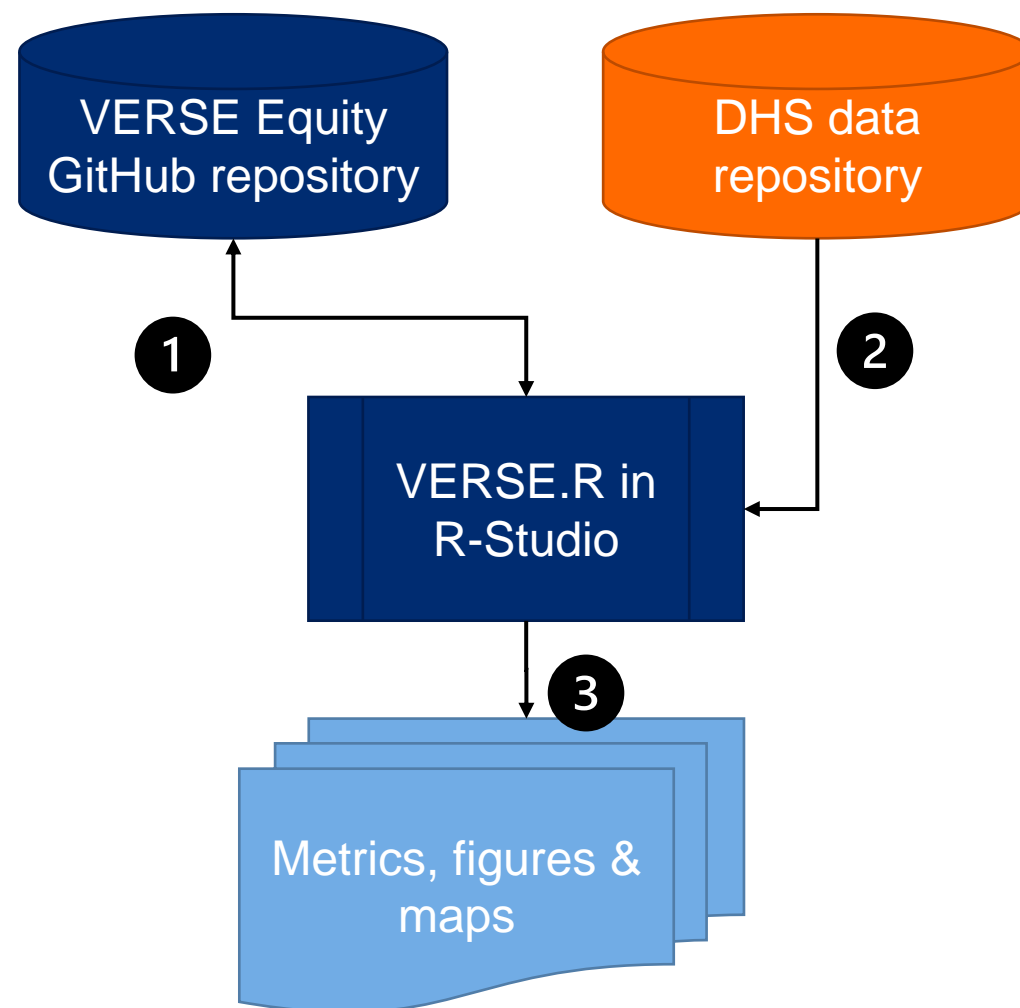 VERSE Equity
GitHub repository
DHS data
repository
1
2
VERSE.R in
R-Studio
3
Metrics, figures &
maps